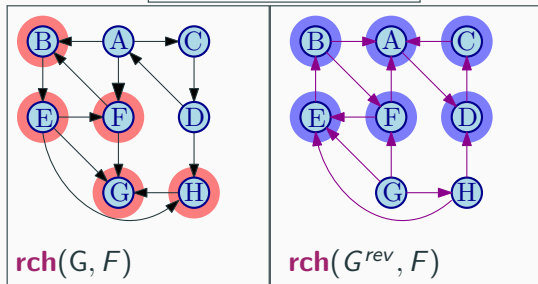 B A C
E F D
G H
rch(G, F)
B A C
E F D
G H
rch(G^rev, F)